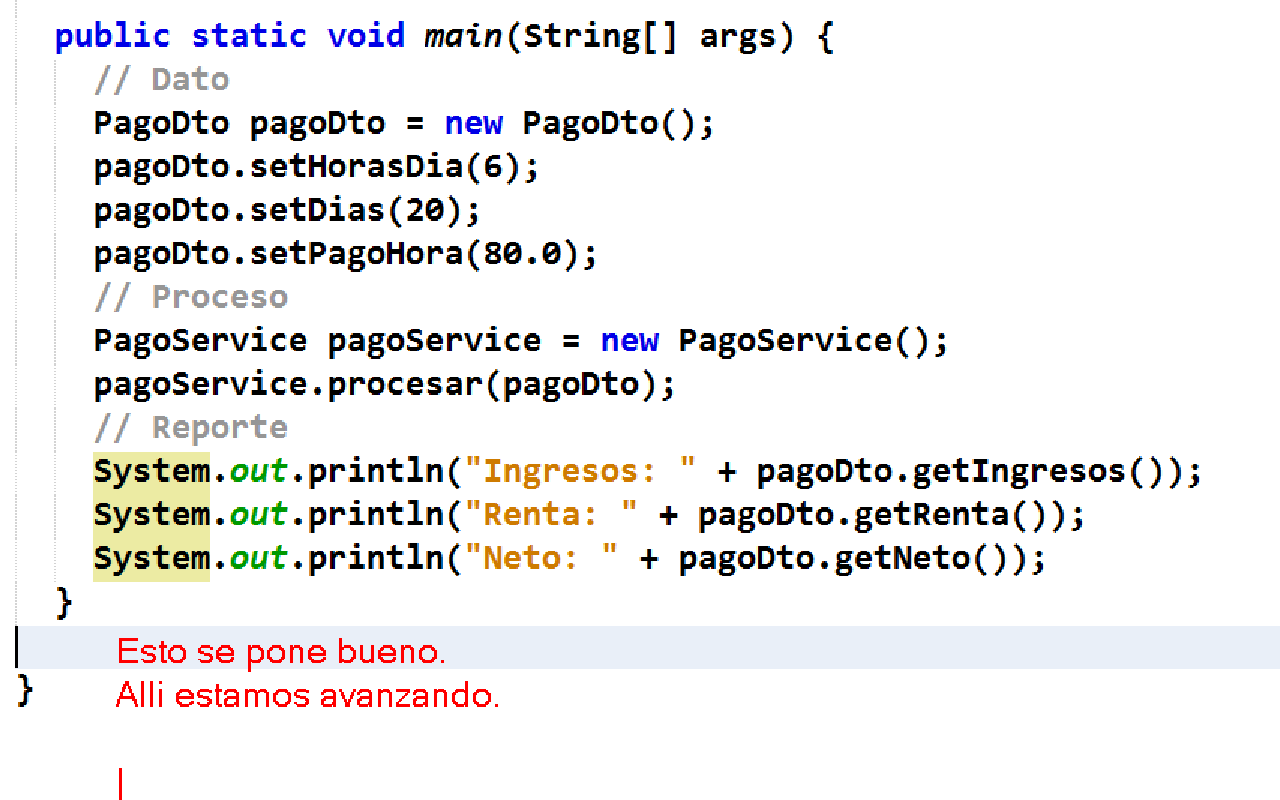 public static void main(String[] args) {
// Dato
PagoDto pagoDto = new PagoDto();
pagoDto.setHorasDia(6);
pagoDto.setDias(20);
pagoDto.setPagoHora(80.0);
// Proceso
PagoService pagoService = new PagoService();
pagoService.procesar(pagoDto);
// Reporte
System.out.println("Ingresos: " + pagoDto.getIngresos());
System.out.println("Renta: " + pagoDto.getRenta());
System.out.println("Neto: " + pagoDto.getNeto());
}
Esto se pone bueno.
} Alli estamos avanzando.